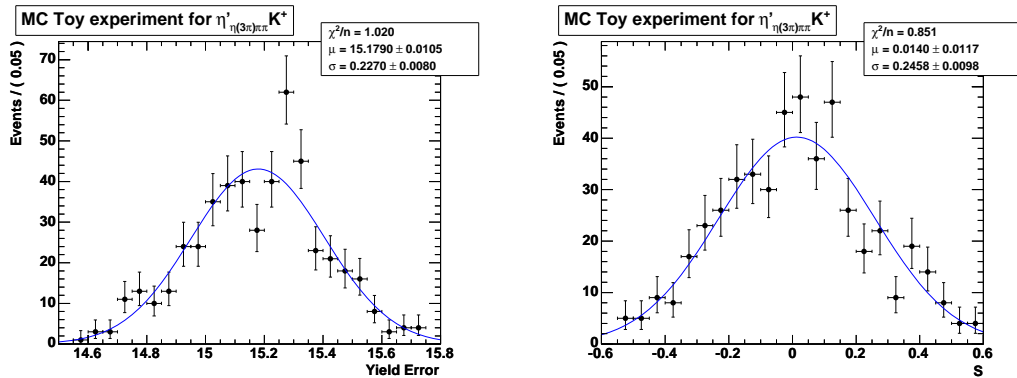 MC Toy experiment for η'η(3π)ππK+
χ2/n = 1.020
μ = 15.1790 ± 0.0105
σ = 0.2270 ± 0.0080
Events / ( 0.05 )
70
60
50
40
30
20
10
0
14.6 14.8 15 15.2 15.4 15.6 15.8
Yield Error
MC Toy experiment for η'η(3π)ππK+
χ2/n = 0.851
μ = 0.0140 ± 0.0117
σ = 0.2458 ± 0.0098
Events / ( 0.05 )
50
40
30
20
10
0
-0.6 -0.4 -0.2 0 0.2 0.4 0.6
S